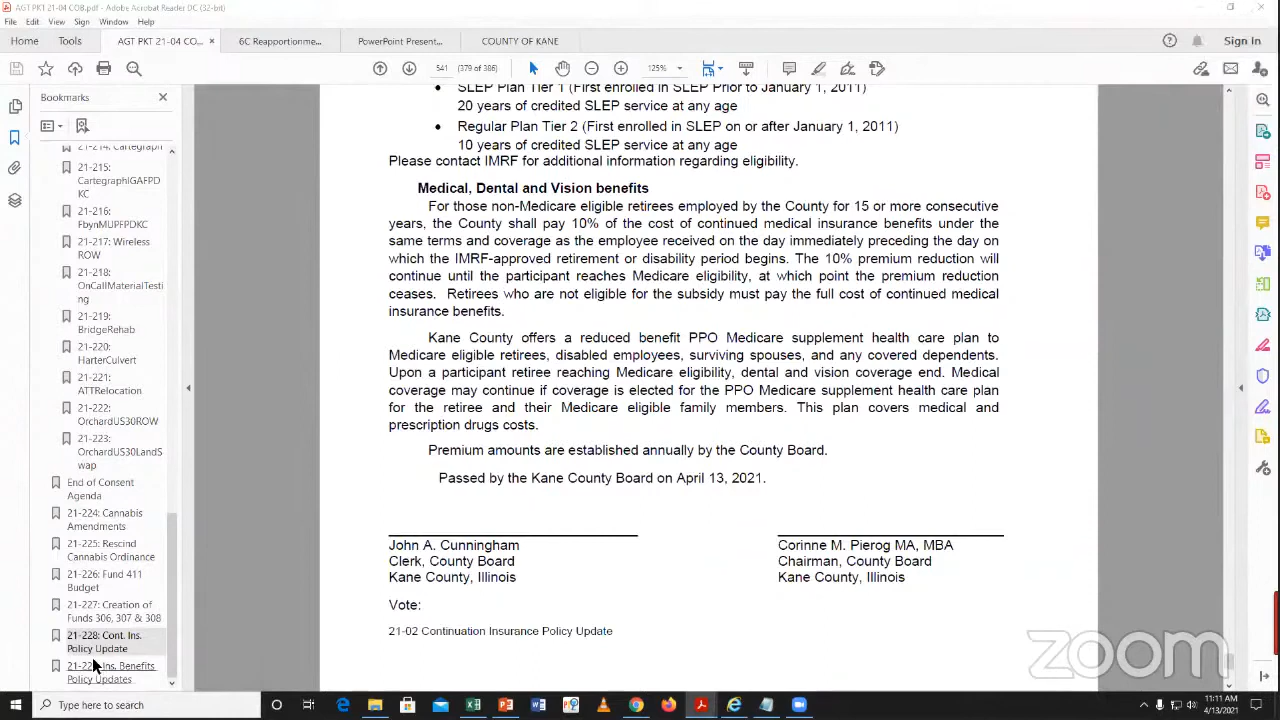 AGT PKT 21-04 COB.pdf - Adobe Acrobat Reader DC (32-bit)
File Edit View Sign Window Help
Home Tools AGT PKT 21-04 CO... × 6C Reapportionme... PowerPoint Present... COUNTY OF KANE Sign In
541 (379 of 386) 125%
Bookmarks
21-214: Cartegraph
21-215:
CartegraphIGAFPD
KC
21-216:
FbynMUPFPDKC
21-217: Wireless
ROW
21-218:
OnCallMaterialTesti
ng
21-219:
BridgeRehab
21-220:
HarterCulvert
21-221:
ATTRelocation
21-222:
OrchardUS30ROW
21-223:
OrchardUS30LandS
wap
End of Consent
Agenda
21-224: Cannabis
Amendments
21-225: Rescind
Cannabis Ordinance
21-226: Fund 411
Budget
21-227: Creation of
Funds 306, 307 & 308
21-228: Cont. Ins.
Policy Update
Ins. Benefits
Policy Updates
• SLEP Plan Tier 1 (First enrolled in SLEP Prior to January 1, 2011)
20 years of credited SLEP service at any age
• Regular Plan Tier 2 (First enrolled in SLEP on or after January 1, 2011)
10 years of credited SLEP service at any age
Please contact IMRF for additional information regarding eligibility.
Medical, Dental and Vision benefits
For those non-Medicare eligible retirees employed by the County for 15 or more consecutive
years, the County shall pay 10% of the cost of continued medical insurance benefits under the
same terms and coverage as the employee received on the day immediately preceding the day on
which the IMRF-approved retirement or disability period begins. The 10% premium reduction will
continue until the participant reaches Medicare eligibility, at which point the premium reduction
ceases. Retirees who are not eligible for the subsidy must pay the full cost of continued medical
insurance benefits.
Kane County offers a reduced benefit PPO Medicare supplement health care plan to
Medicare eligible retirees, disabled employees, surviving spouses, and any covered dependents.
Upon a participant retiree reaching Medicare eligibility, dental and vision coverage end. Medical
coverage may continue if coverage is elected for the PPO Medicare supplement health care plan
for the retiree and their Medicare eligible family members. This plan covers medical and
prescription drugs costs.
Premium amounts are established annually by the County Board.
Passed by the Kane County Board on April 13, 2021.
John A. Cunningham
Clerk, County Board
Kane County, Illinois
Corinne M. Pierog MA, MBA
Chairman, County Board
Kane County, Illinois
Vote:
21-02 Continuation Insurance Policy Update
zoom
Type here to search
11:11 AM
4/13/2021